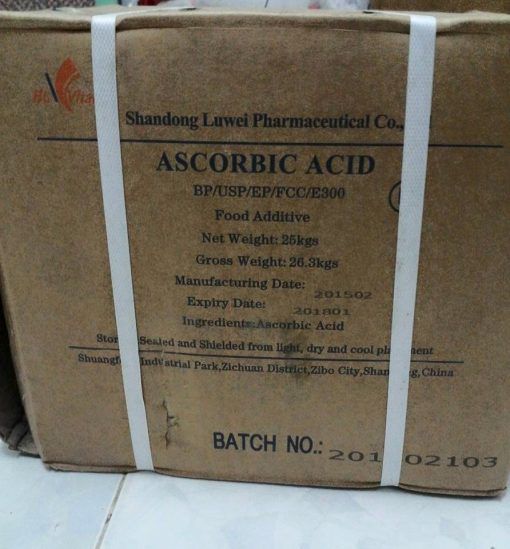 Shandong Luwei Pharmaceutical Co.,
ASCORBIC ACID
BP/USP/EP/FCC/E300
Food Additive
Net Weight: 25kgs
Gross Weight: 26.3kgs
Manufacturing Date: 201502
Expiry Date: 201801
Ingredients:Ascorbic Acid
Sealed and Shielded from light, dry and cool
Industrial Park,Zichuan District,Zibo City, ,China
BATCH NO.: 201 02103